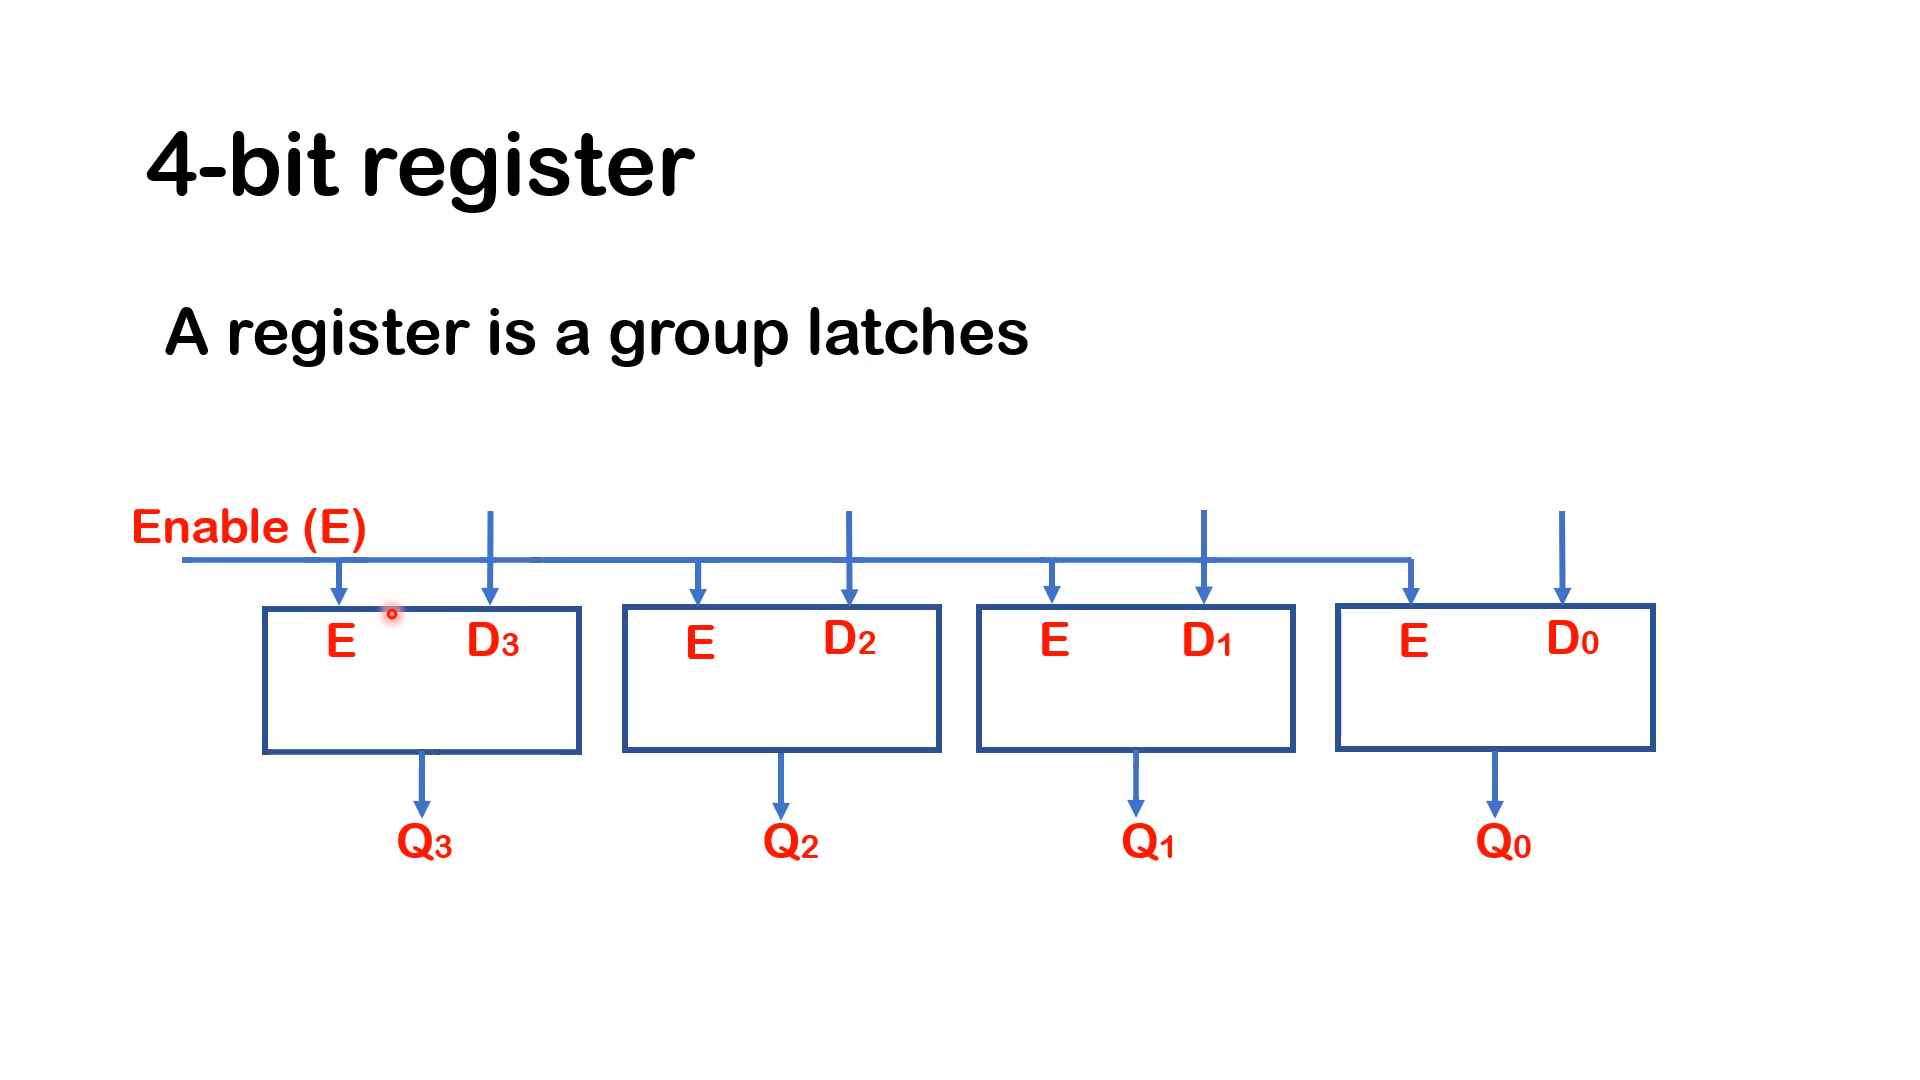 4-bit register
A register is a group latches
Enable (E)
E D3 E D2 E D1 E D0
Q3 Q2 Q1 Q0